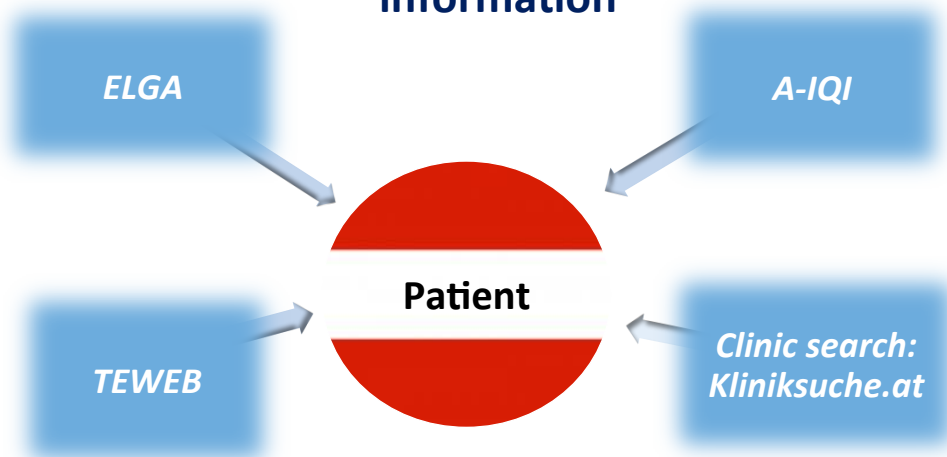 information
ELGA
A-IQI
Patient
TEWEB
Clinic search:
Kliniksuche.at